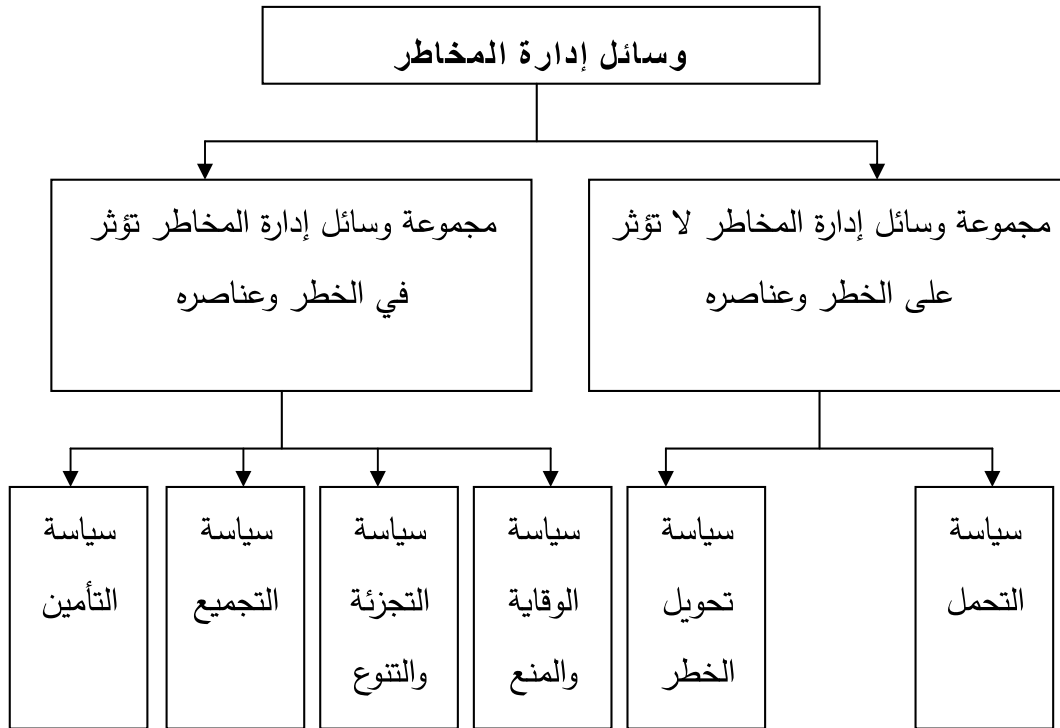 وسائل إدارة المخاطر
مجموعة وسائل إدارة المخاطر لا تؤثر
على الخطر وعناصره
مجموعة وسائل إدارة المخاطر تؤثر
في الخطر وعناصره
سياسة
التحمل
سياسة
تحويل
الخطر
سياسة
الوقاية
والمنع
سياسة
التجزئة
والتنوع
سياسة
التجميع
سياسة
التأمين